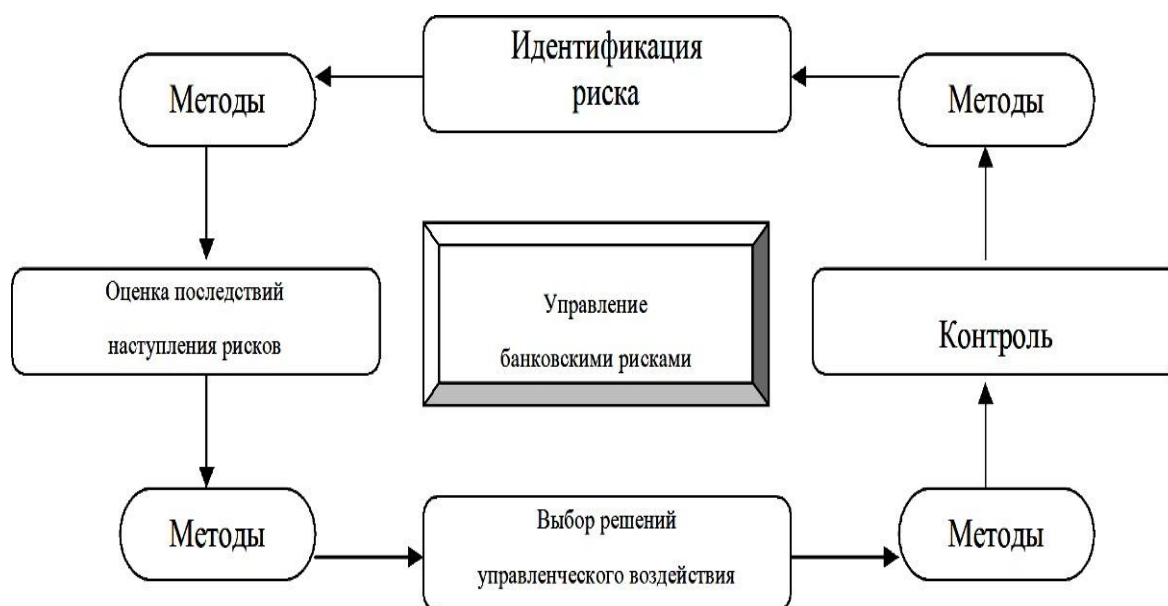 Идентификация
риска
Методы
Методы
Оценка последствий
наступления рисков
Управление
банковскими рисками
Контроль
Методы
Выбор решений
управленческого воздействия
Методы